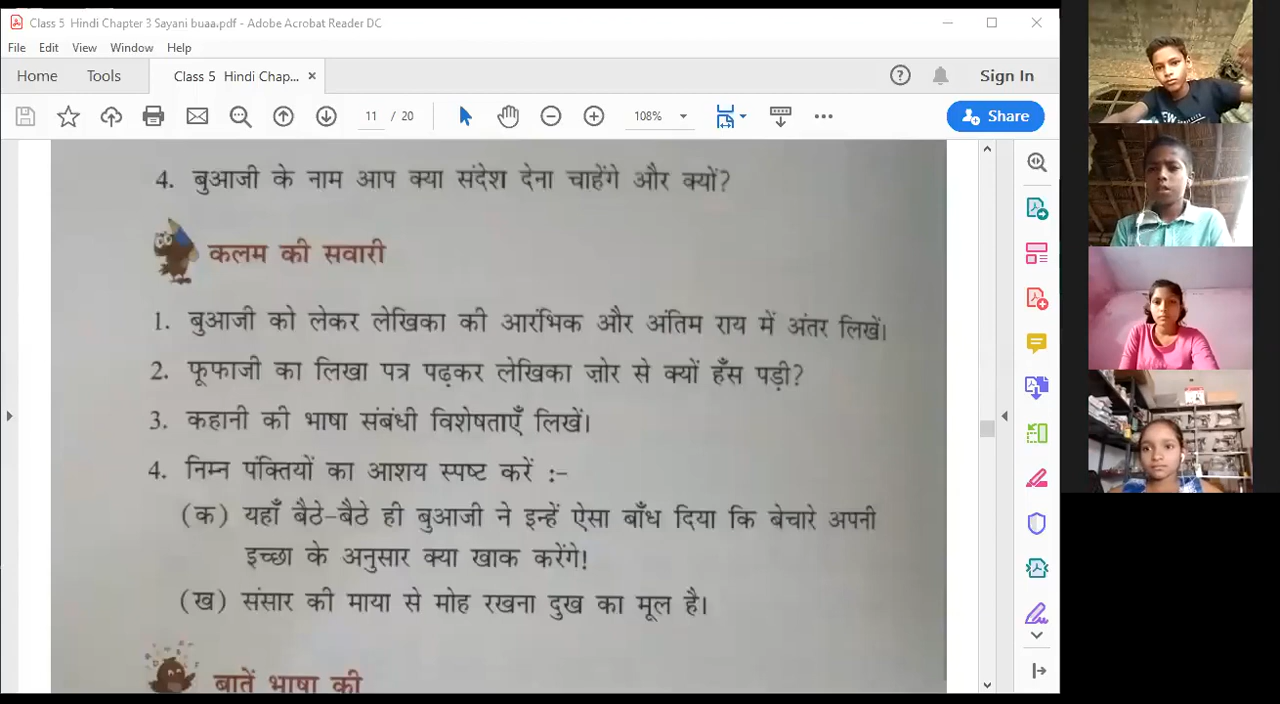 Class 5 Hindi Chapter 3 Sayani buaa.pdf - Adobe Acrobat Reader DC
File Edit View Window Help
Home Tools Class 5 Hindi Chap... × Sign In
11 / 20 108% Share
4. बुआजी के नाम आप क्या संदेश देना चाहेंगे और क्यों?
कलम की सवारी
1. बुआजी को लेकर लेखिका की आरंभिक और अंतिम राय में अंतर लिखें।
2. फूफाजी का लिखा पत्र पढ़कर लेखिका ज़ोर से क्यों हँस पड़ी?
3. कहानी की भाषा संबंधी विशेषताएँ लिखें।
4. निम्न पंक्तियों का आशय स्पष्ट करें :–
(क) यहाँ बैठे-बैठे ही बुआजी ने इन्हें ऐसा बाँध दिया कि बेचारे अपनी
इच्छा के अनुसार क्या खाक करेंगे!
(ख) संसार की माया से मोह रखना दुख का मूल है।
बातें भाषा की